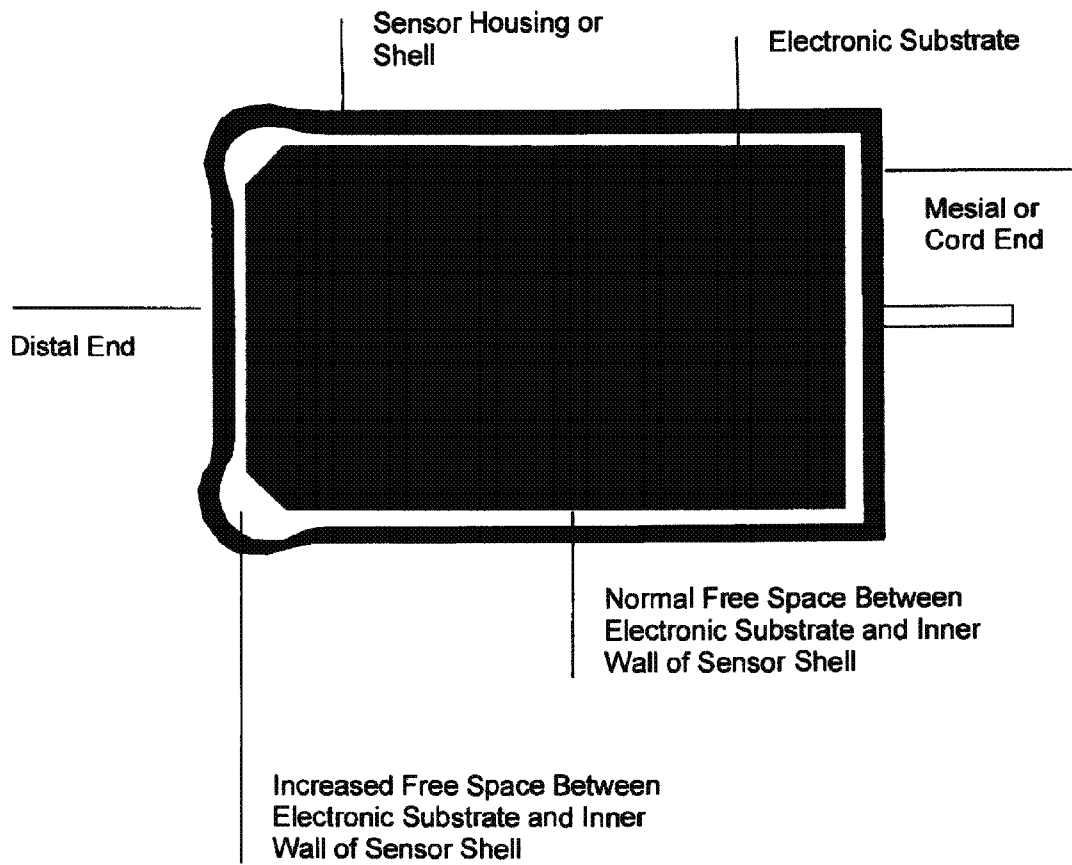 Sensor Housing or
Shell
Electronic Substrate
Mesial or
Cord End
Distal End
Normal Free Space Between
Electronic Substrate and Inner
Wall of Sensor Shell
Increased Free Space Between
Electronic Substrate and Inner
Wall of Sensor Shell